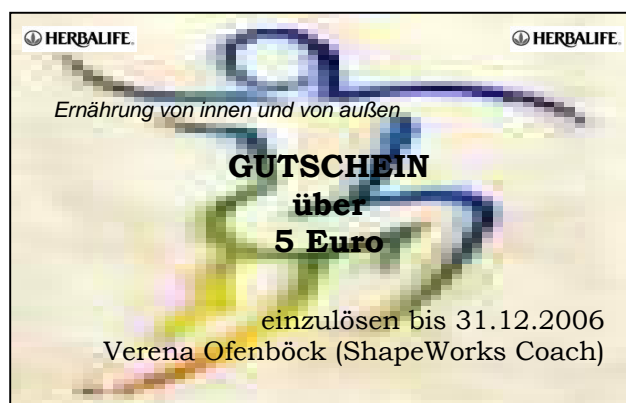 HERBALIFE. HERBALIFE.
Ernährung von innen und von außen
GUTSCHEIN
über
5 Euro
einzulösen bis 31.12.2006
Verena Ofenböck (ShapeWorks Coach)